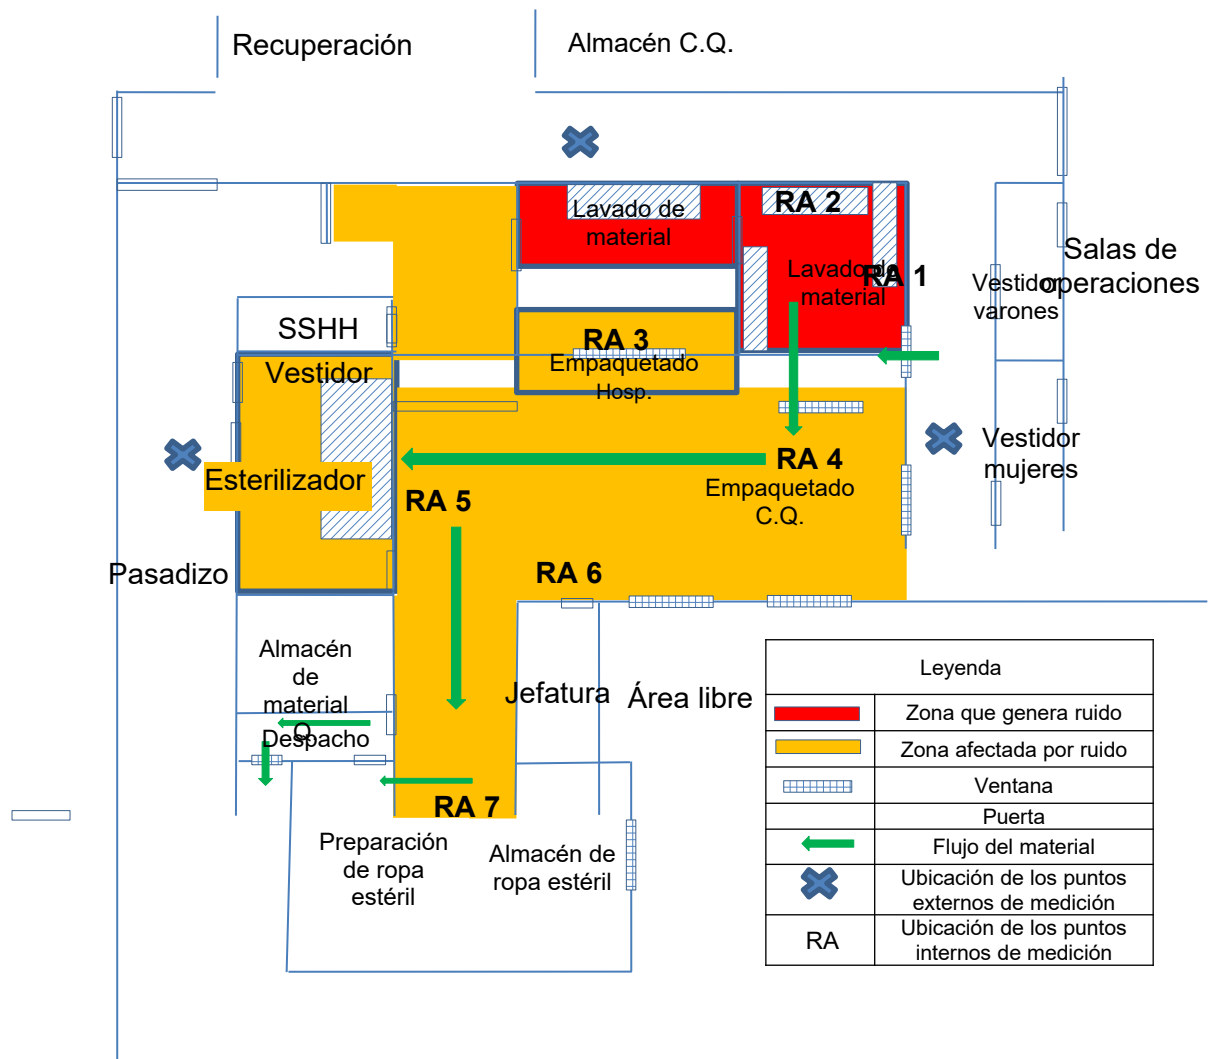 Recuperación
Almacén C.Q.
Lavado de
material
RA 2
Lavado de
material
RA 1
Salas de
operaciones
Vestidor
varones
SSHH
Vestidor
RA 3
Empaquetado
Hosp.
Vestidor
mujeres
RA 4
Empaquetado
C.Q.
Esterilizador
RA 5
RA 6
Pasadizo
Almacén
de
material
Q.
Despacho
Jefatura
Área libre
RA 7
Preparación
de ropa
estéril
Almacén de
ropa estéril
Leyenda
Zona que genera ruido
Zona afectada por ruido
Ventana
Puerta
Flujo del material
Ubicación de los puntos
externos de medición
RA
Ubicación de los puntos
internos de medición